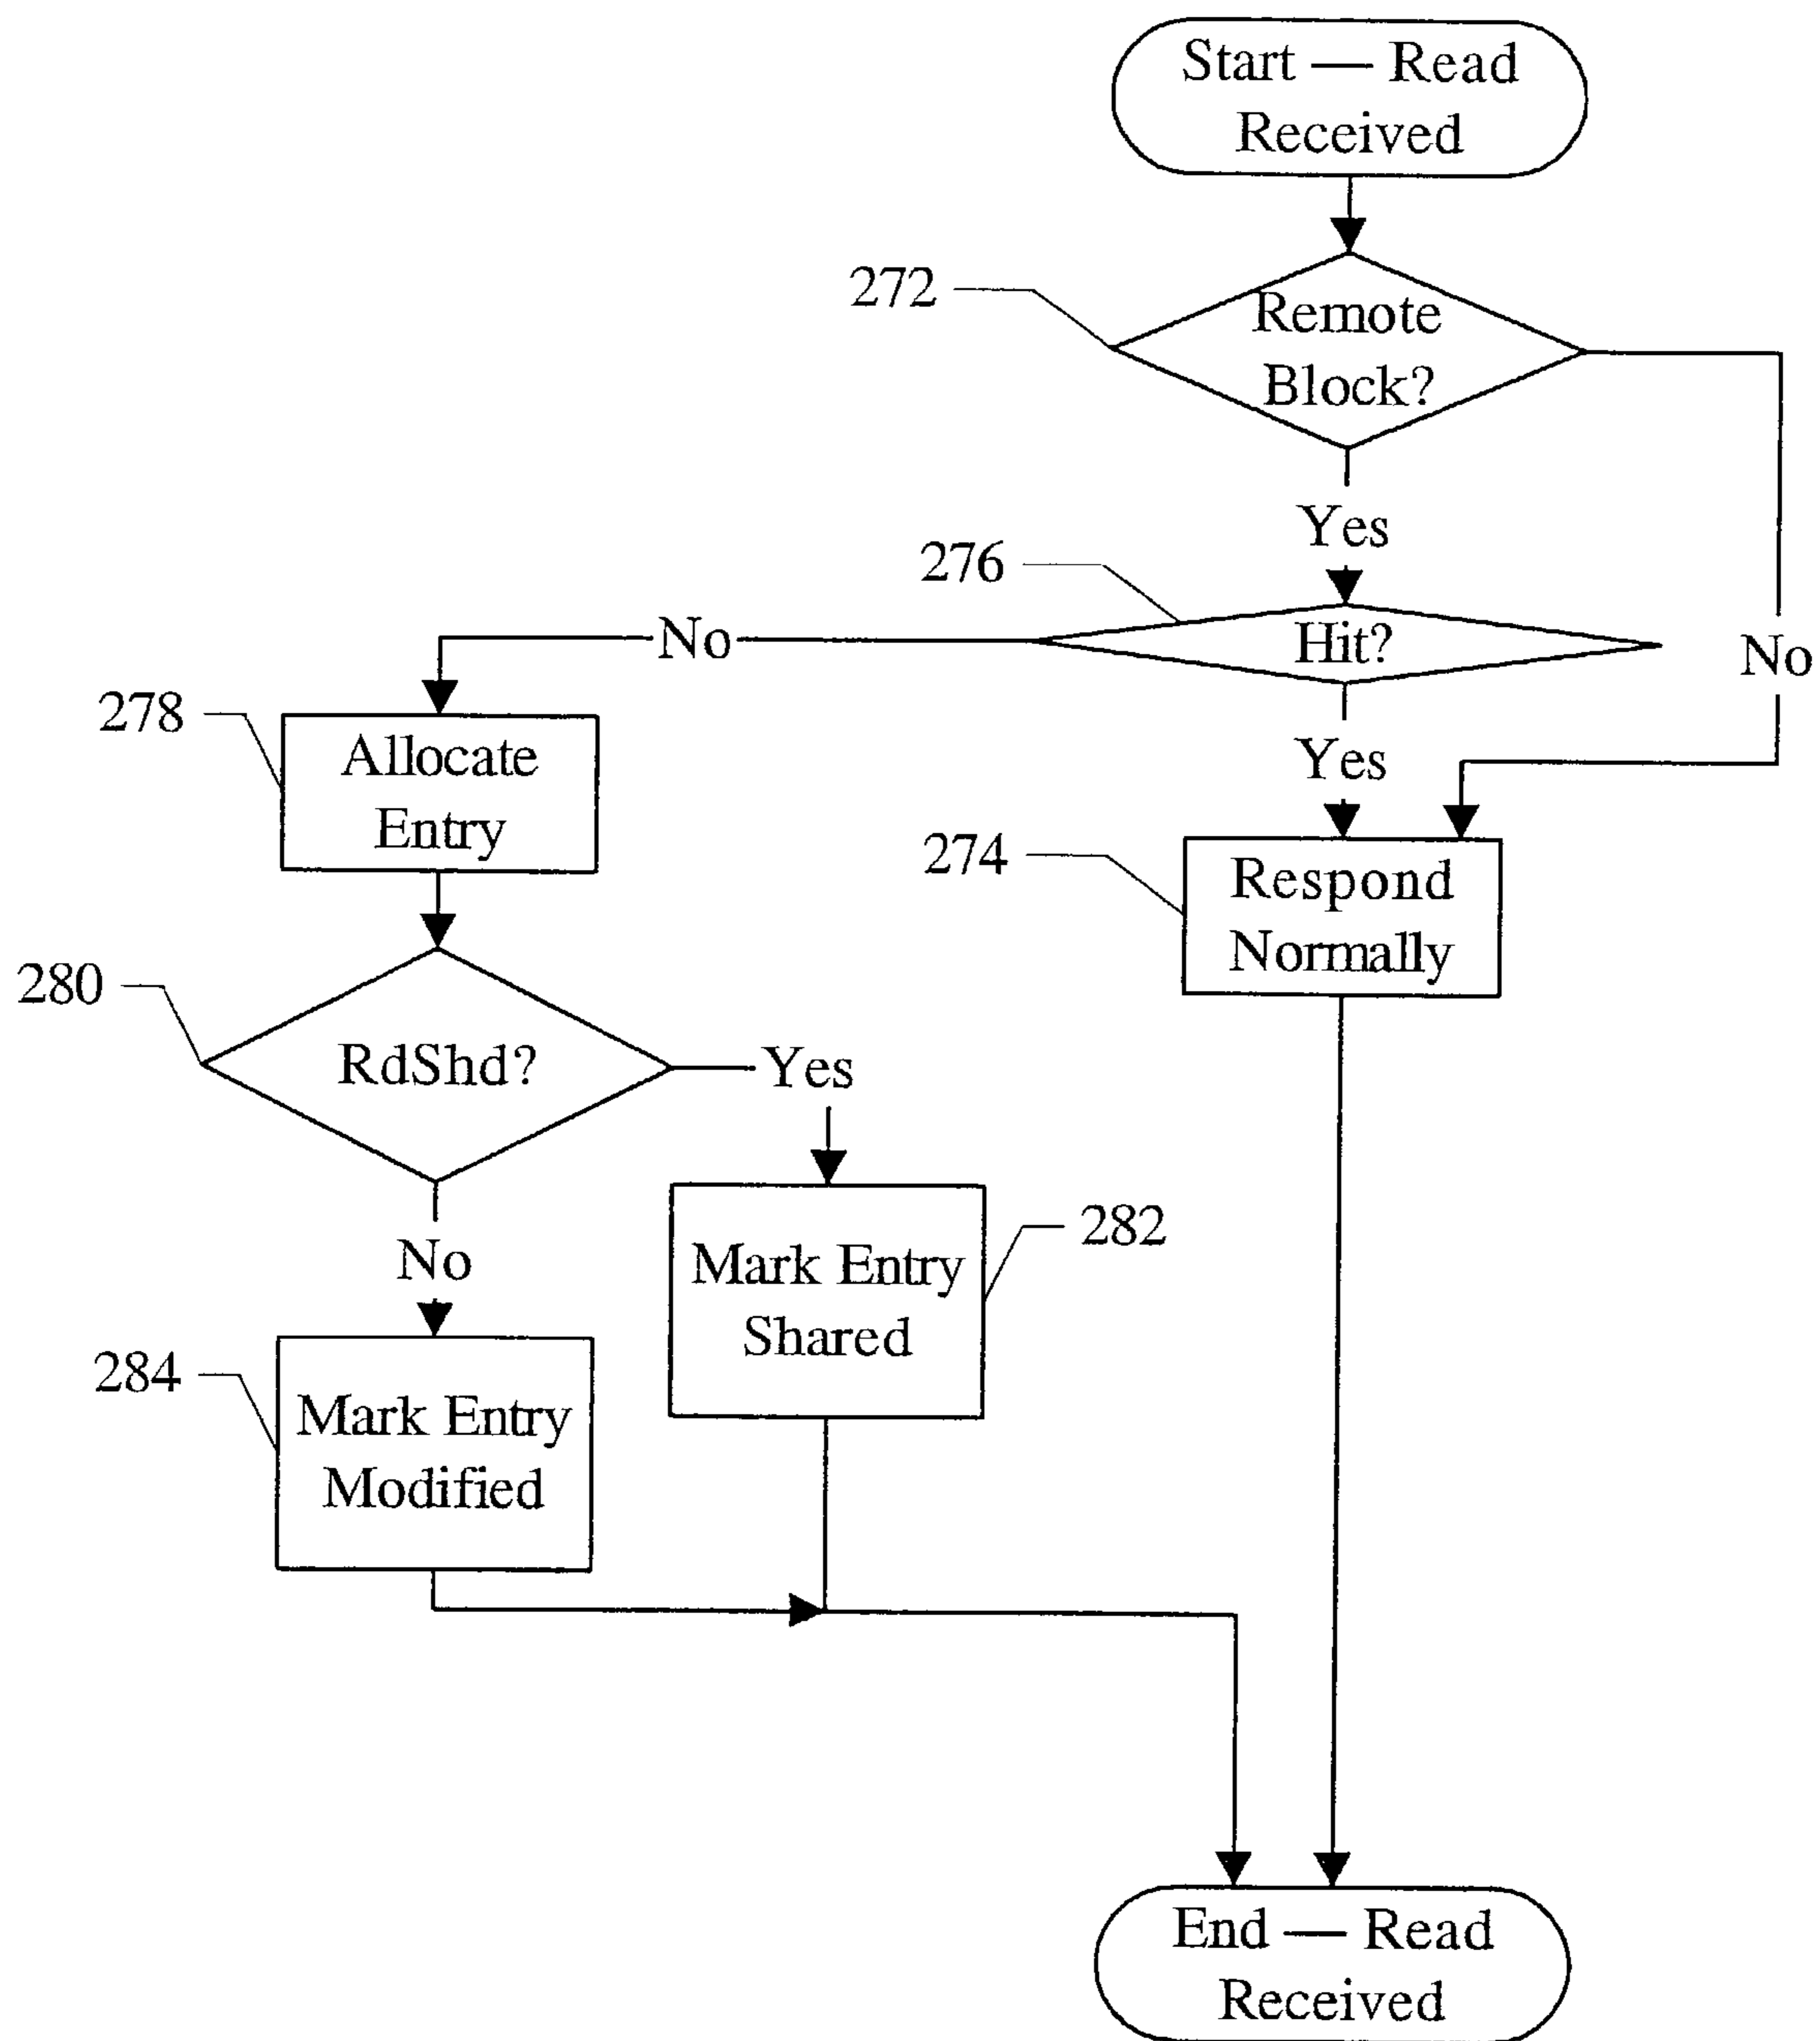 Start — Read
Received
272
Remote
Block?
Yes
276
Hit?
No
No
278
Allocate
Entry
Yes
274
Respond
Normally
280
RdShd?
Yes
No
282
Mark Entry
Shared
284
Mark Entry
Modified
End — Read
Received